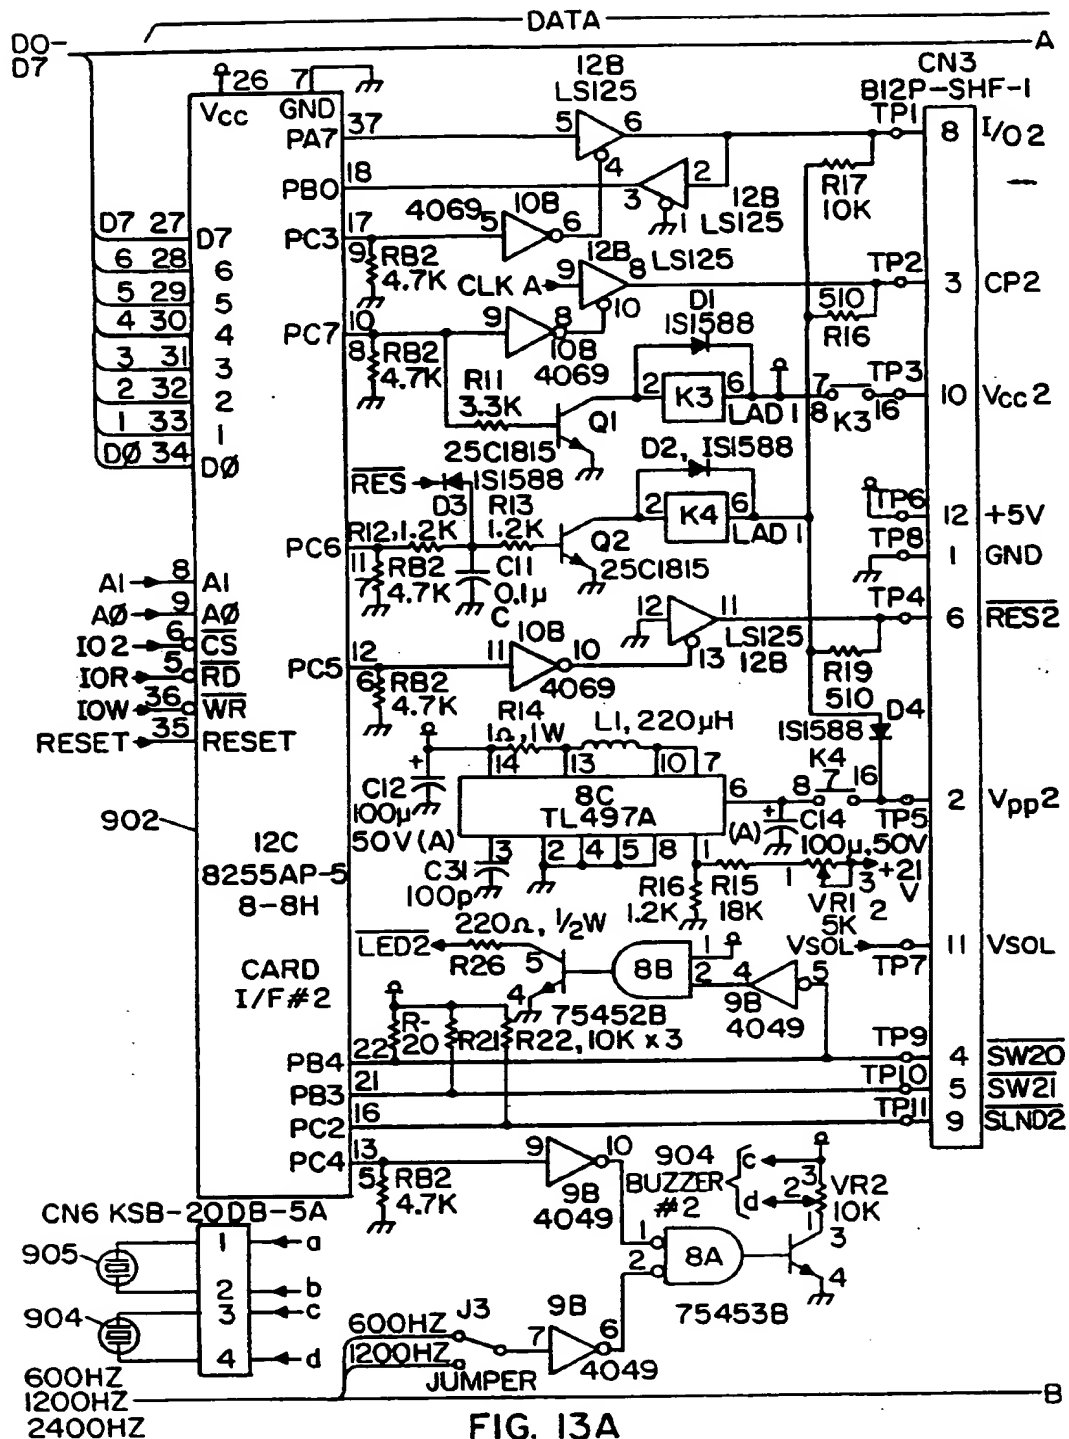 DATA
D0-
D7
A
26
7
12B
LS125
CN3
B12P-SHF-1
Vcc
GND
PA7
37
5
6
4
TP1
8
I/O2
PB0
18
3
2
1
12B
LS125
R17
10K
—
PC3
17
4069
5
10B
6
9
RB2
4.7K
D7 27
D7
6 28
6
5 29
5
4 30
4
3 31
3
2 32
2
1 33
1
DØ 34
DØ
CLK A
9
12B
8
LS125
10
TP2
3
CP2
510
R16
PC7
10
8
RB2
4.7K
9
8
10B
4069
D1
1S1588
R11
3.3K
Q1
25C1815
2
K3
6
LAD1
7
8
K3
16
TP3
10
Vcc2
RES
D3
1S1588
D2, 1S1588
2
K4
6
LAD1
TP6
12
+5V
TP8
1
GND
PC6
R12, 1.2K
R13
1.2K
11
7
RB2
4.7K
C11
0.1μ
C
Q2
25C1815
A1
8
A1
AØ
9
AØ
IO2
6
CS
IOR
5
RD
IOW
36
WR
RESET
35
RESET
12
11
LS125
12B
13
TP4
6
RES2
PC5
12
6
RB2
4.7K
11
10B
10
4069
R19
510
D4
1S1588
R14
1Ω, 1W
L1, 220μH
14
13
10
7
C12
100μ
50V (A)
8C
TL497A
6
K4
8
7
16
TP5
2
Vpp2
(A)
C14
100μ, 50V
3
2
4
5
8
1
C31
100p
R16
1.2K
R15
18K
1
3
2
VR1
5K
+21
V
902
12C
8255AP-5
8-8H
CARD
I/F#2
220Ω, 1/2W
LED2
R26
5
4
75452B
8B
1
2
4
5
9B
4049
VSOL
TP7
11
VSOL
R-
20
R21
R22, 10K x 3
PB4
22
TP9
4
SW20
PB3
21
TP10
5
SW21
PC2
16
TP11
9
SLND2
PC4
13
5
RB2
4.7K
9
10
9B
4049
904
BUZZER
#2
c
d
3
2
1
VR2
10K
1
2
8A
3
4
75453B
CN6 KSB-20DB-5A
905
1
a
2
b
904
3
c
4
d
J3
600HZ
1200HZ
JUMPER
7
9B
6
4049
600HZ
1200HZ
2400HZ
B
FIG. 13A